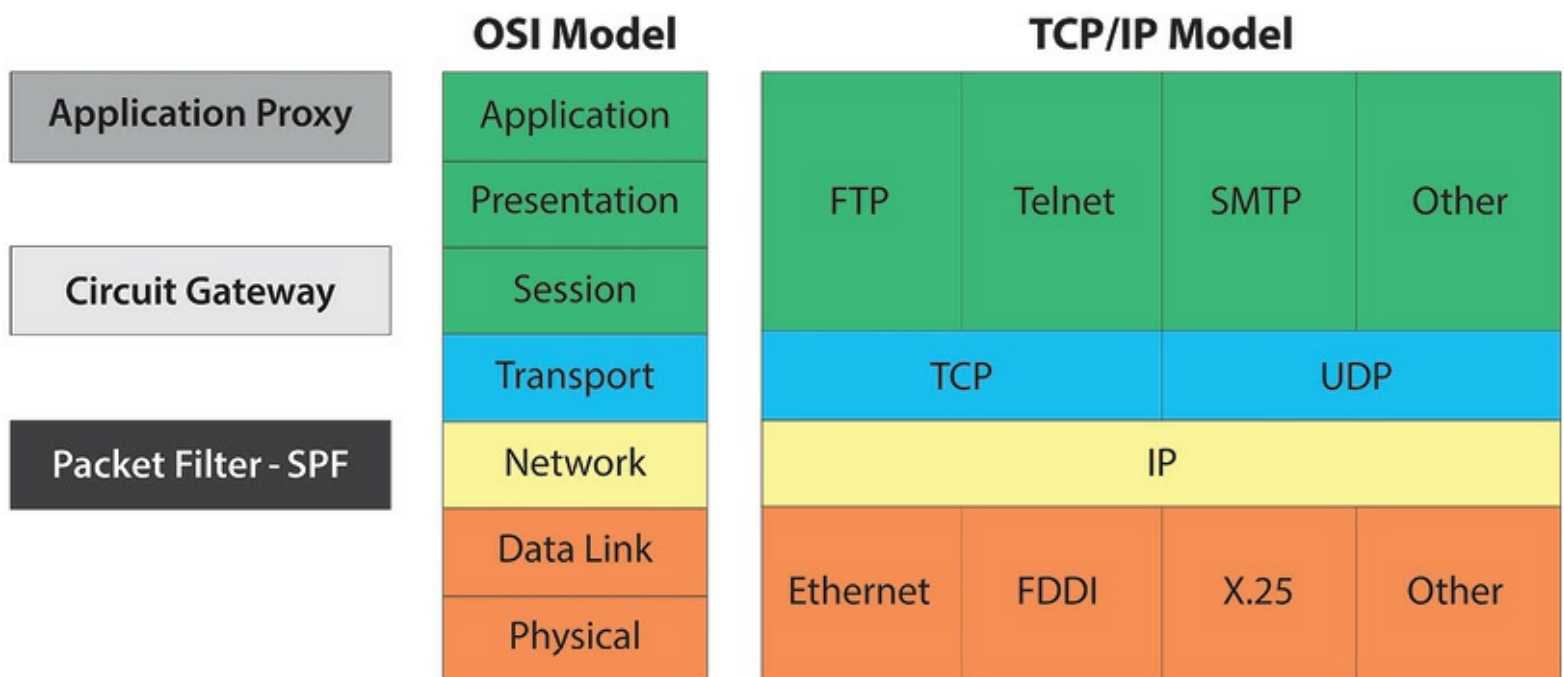 OSI Model
TCP/IP Model
Application Proxy
Application
Presentation
FTP
Telnet
SMTP
Other
Circuit Gateway
Session
Transport
TCP
UDP
Packet Filter - SPF
Network
IP
Data Link
Ethernet
FDDI
X.25
Other
Physical